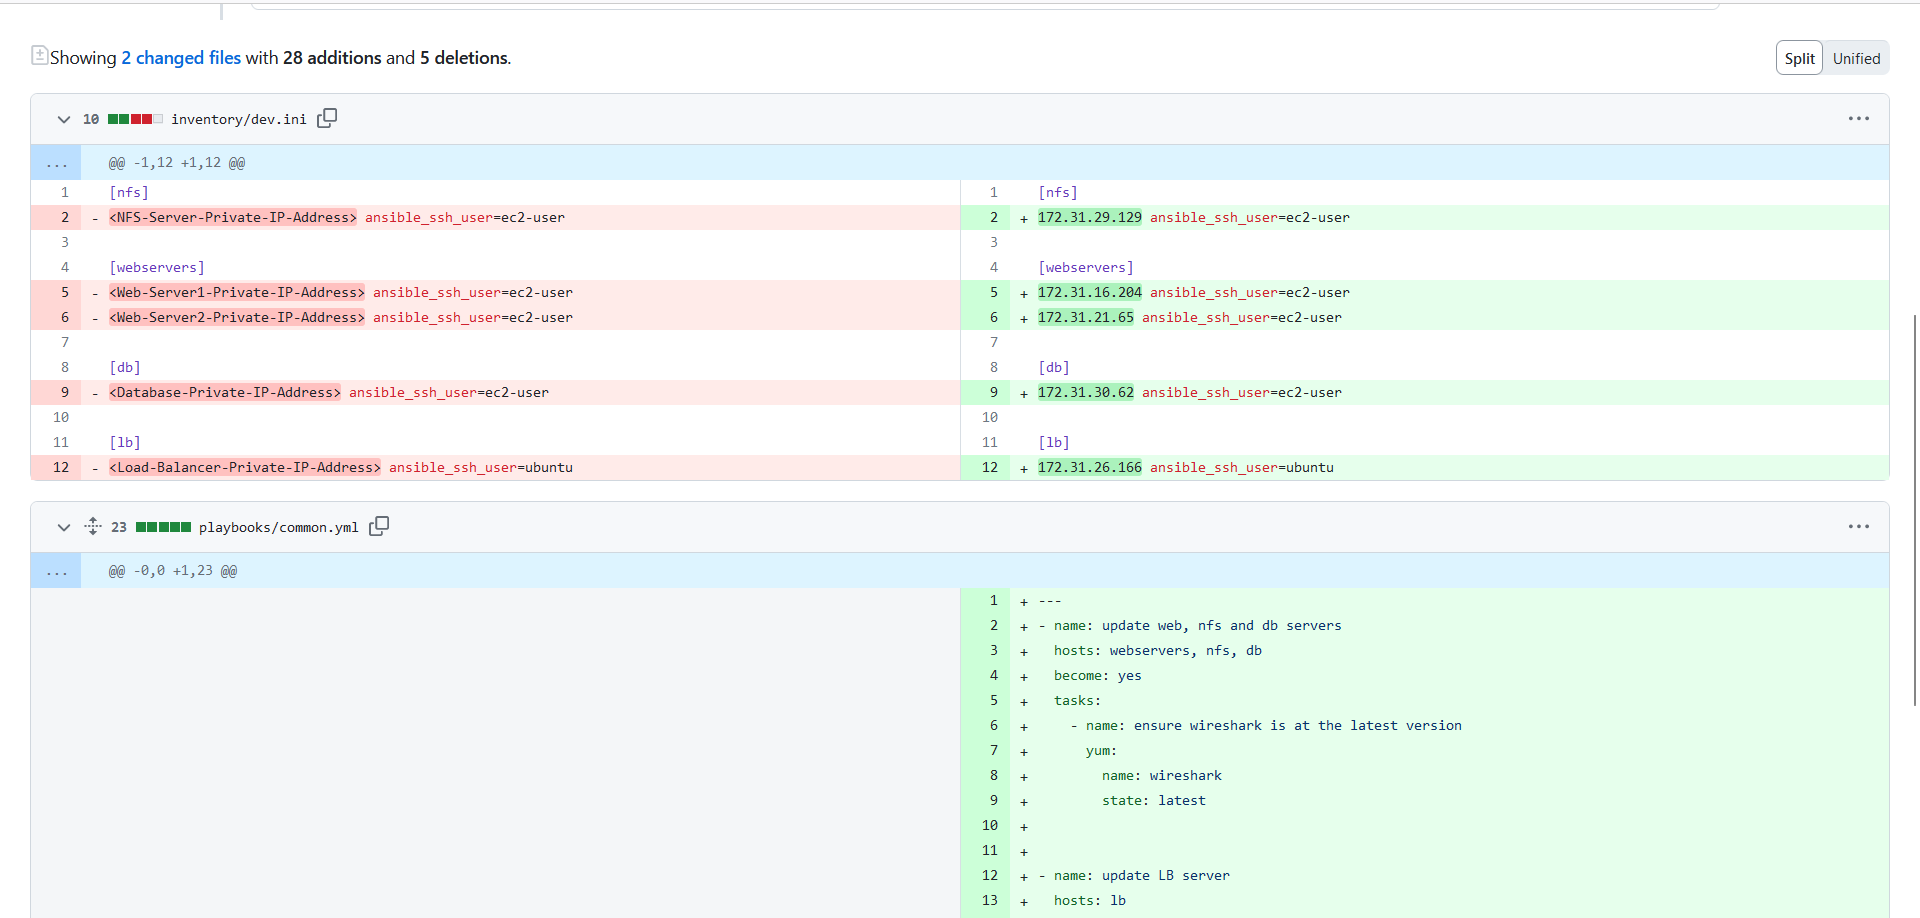 Showing 2 changed files with 28 additions and 5 deletions.
Split Unified
10 inventory/dev.ini
... @@ -1,12 +1,12 @@
1 [nfs] 1 [nfs]
2 - <NFS-Server-Private-IP-Address> ansible_ssh_user=ec2-user 2 + 172.31.29.129 ansible_ssh_user=ec2-user
3 3
4 [webservers] 4 [webservers]
5 - <Web-Server1-Private-IP-Address> ansible_ssh_user=ec2-user 5 + 172.31.16.204 ansible_ssh_user=ec2-user
6 - <Web-Server2-Private-IP-Address> ansible_ssh_user=ec2-user 6 + 172.31.21.65 ansible_ssh_user=ec2-user
7 7
8 [db] 8 [db]
9 - <Database-Private-IP-Address> ansible_ssh_user=ec2-user 9 + 172.31.30.62 ansible_ssh_user=ec2-user
10 10
11 [lb] 11 [lb]
12 - <Load-Balancer-Private-IP-Address> ansible_ssh_user=ubuntu 12 + 172.31.26.166 ansible_ssh_user=ubuntu
23 playbooks/common.yml
... @@ -0,0 +1,23 @@
1 + ---
2 + - name: update web, nfs and db servers
3 +   hosts: webservers, nfs, db
4 +   become: yes
5 +   tasks:
6 +     - name: ensure wireshark is at the latest version
7 +       yum:
8 +         name: wireshark
9 +         state: latest
10 +
11 +
12 + - name: update LB server
13 +   hosts: lb